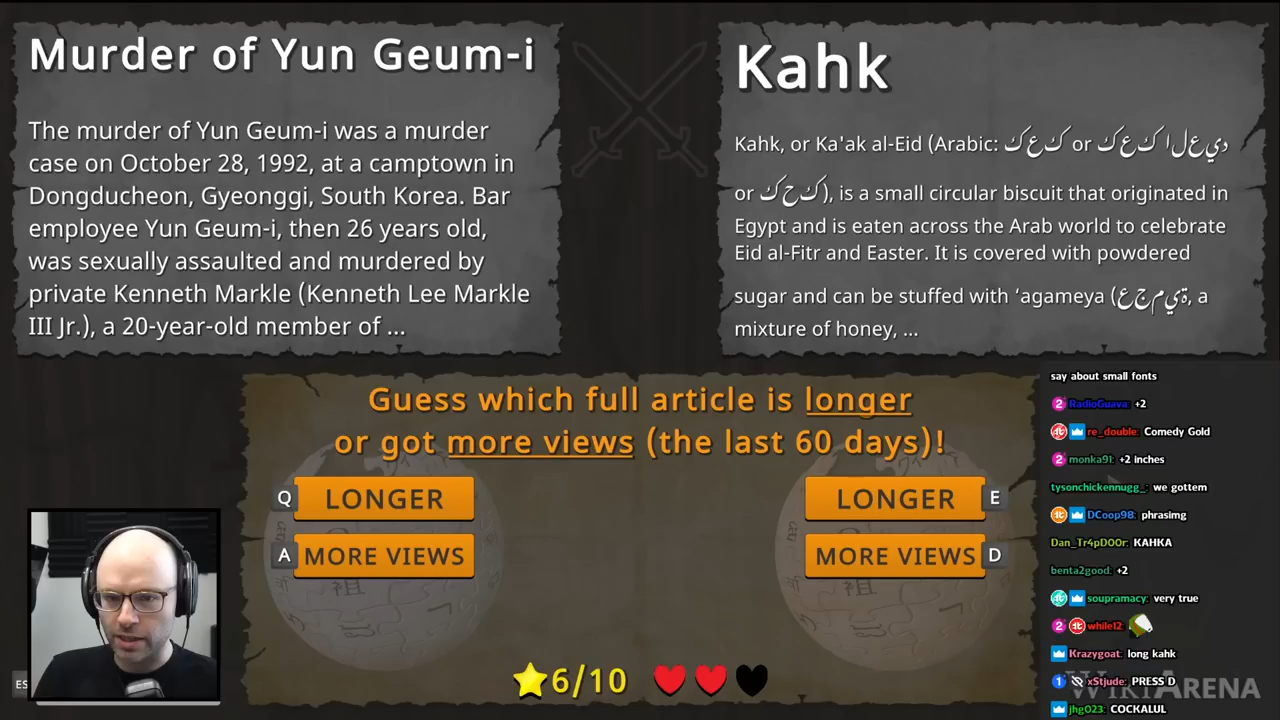 Murder of Yun Geum-i
The murder of Yun Geum-i was a murder
case on October 28, 1992, at a camptown in
Dongducheon, Gyeonggi, South Korea. Bar
employee Yun Geum-i, then 26 years old,
was sexually assaulted and murdered by
private Kenneth Markle (Kenneth Lee Markle
III Jr.), a 20-year-old member of ...
Kahk
Kahk, or Ka'ak al-Eid (Arabic: كعك or كعك العيد
or كحك), is a small circular biscuit that originated in
Egypt and is eaten across the Arab world to celebrate
Eid al-Fitr and Easter. It is covered with powdered
sugar and can be stuffed with ‘agameya (عجمية, a
mixture of honey, ...
Guess which full article is longer
or got more views (the last 60 days)!
Q LONGER
A MORE VIEWS
LONGER E
MORE VIEWS D
6/10
ES
WIKIARENA
say about small fonts
2 RadioGuava: +2
re_double: Comedy Gold
2 monka91: +2 inches
tysonchickennugg_: we gottem
DCoop98: phrasimg
Dan_Tr4pD00r: KAHKA
benta2good: +2
soupramacy: very true
2 while12:
Krazygoat: long kahk
1 xStjude: PRESS D
jhg023: COCKALUL